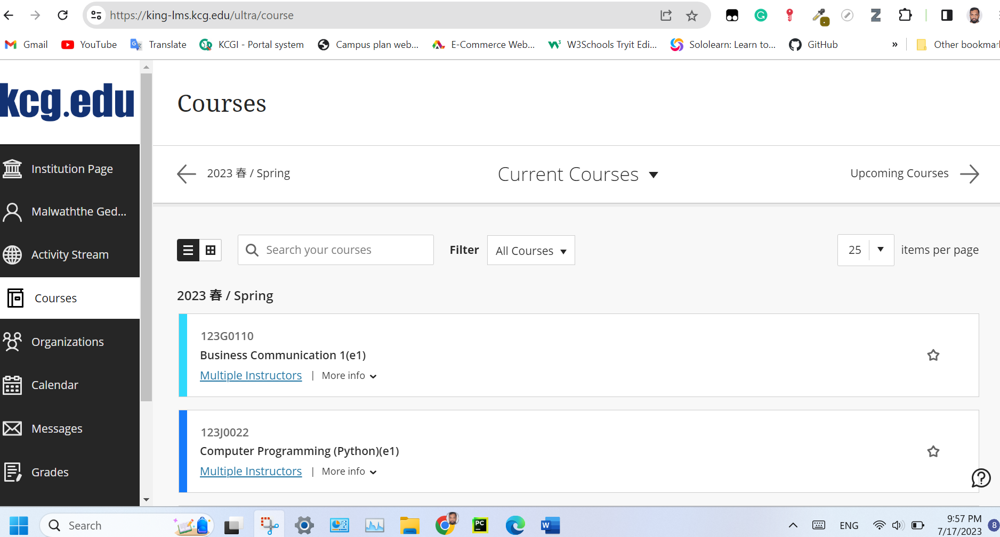 https://king-lms.kcg.edu/ultra/course
Gmail YouTube Translate KCGI - Portal system Campus plan web... E-Commerce Web... W3Schools Tryit Edi... Sololearn: Learn to... GitHub » Other bookmar
kcg.edu
Institution Page
Malwaththe Ged...
Activity Stream
Courses
Organizations
Calendar
Messages
Grades
Courses
2023 春 / Spring
Current Courses
Upcoming Courses
Search your courses
Filter
All Courses
25
items per page
2023 春 / Spring
123G0110
Business Communication 1(e1)
Multiple Instructors | More info
123J0022
Computer Programming (Python)(e1)
Multiple Instructors | More info
Search
PC
W
ENG
9:57 PM
7/17/2023
8